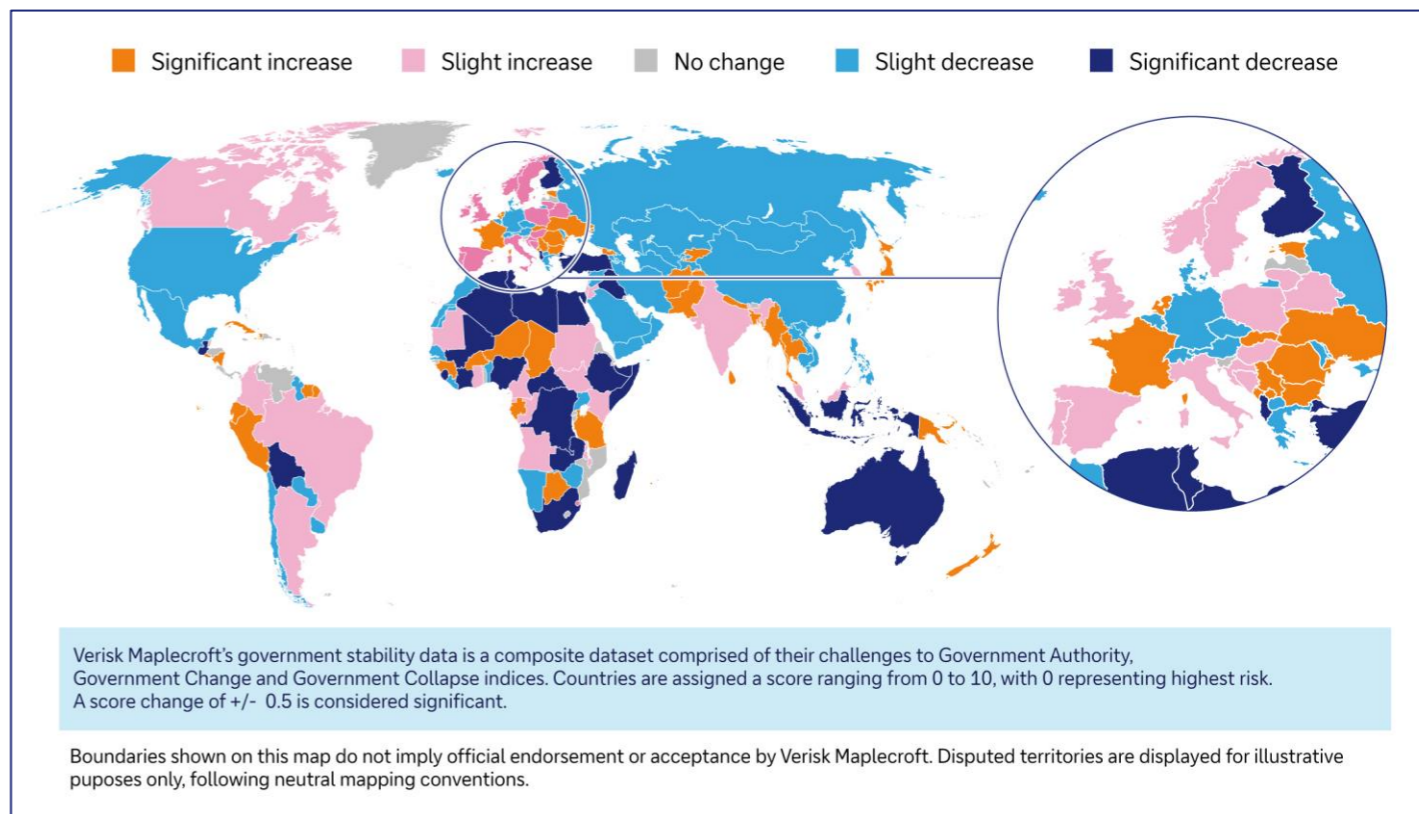 Significant increase
Slight increase
No change
Slight decrease
Significant decrease
Verisk Maplecroft's government stability data is a composite dataset comprised of their challenges to Government Authority,
Government Change and Government Collapse indices. Countries are assigned a score ranging from 0 to 10, with 0 representing highest risk.
A score change of +/- 0.5 is considered significant.
Boundaries shown on this map do not imply official endorsement or acceptance by Verisk Maplecroft. Disputed territories are displayed for illustrative
puposes only, following neutral mapping conventions.